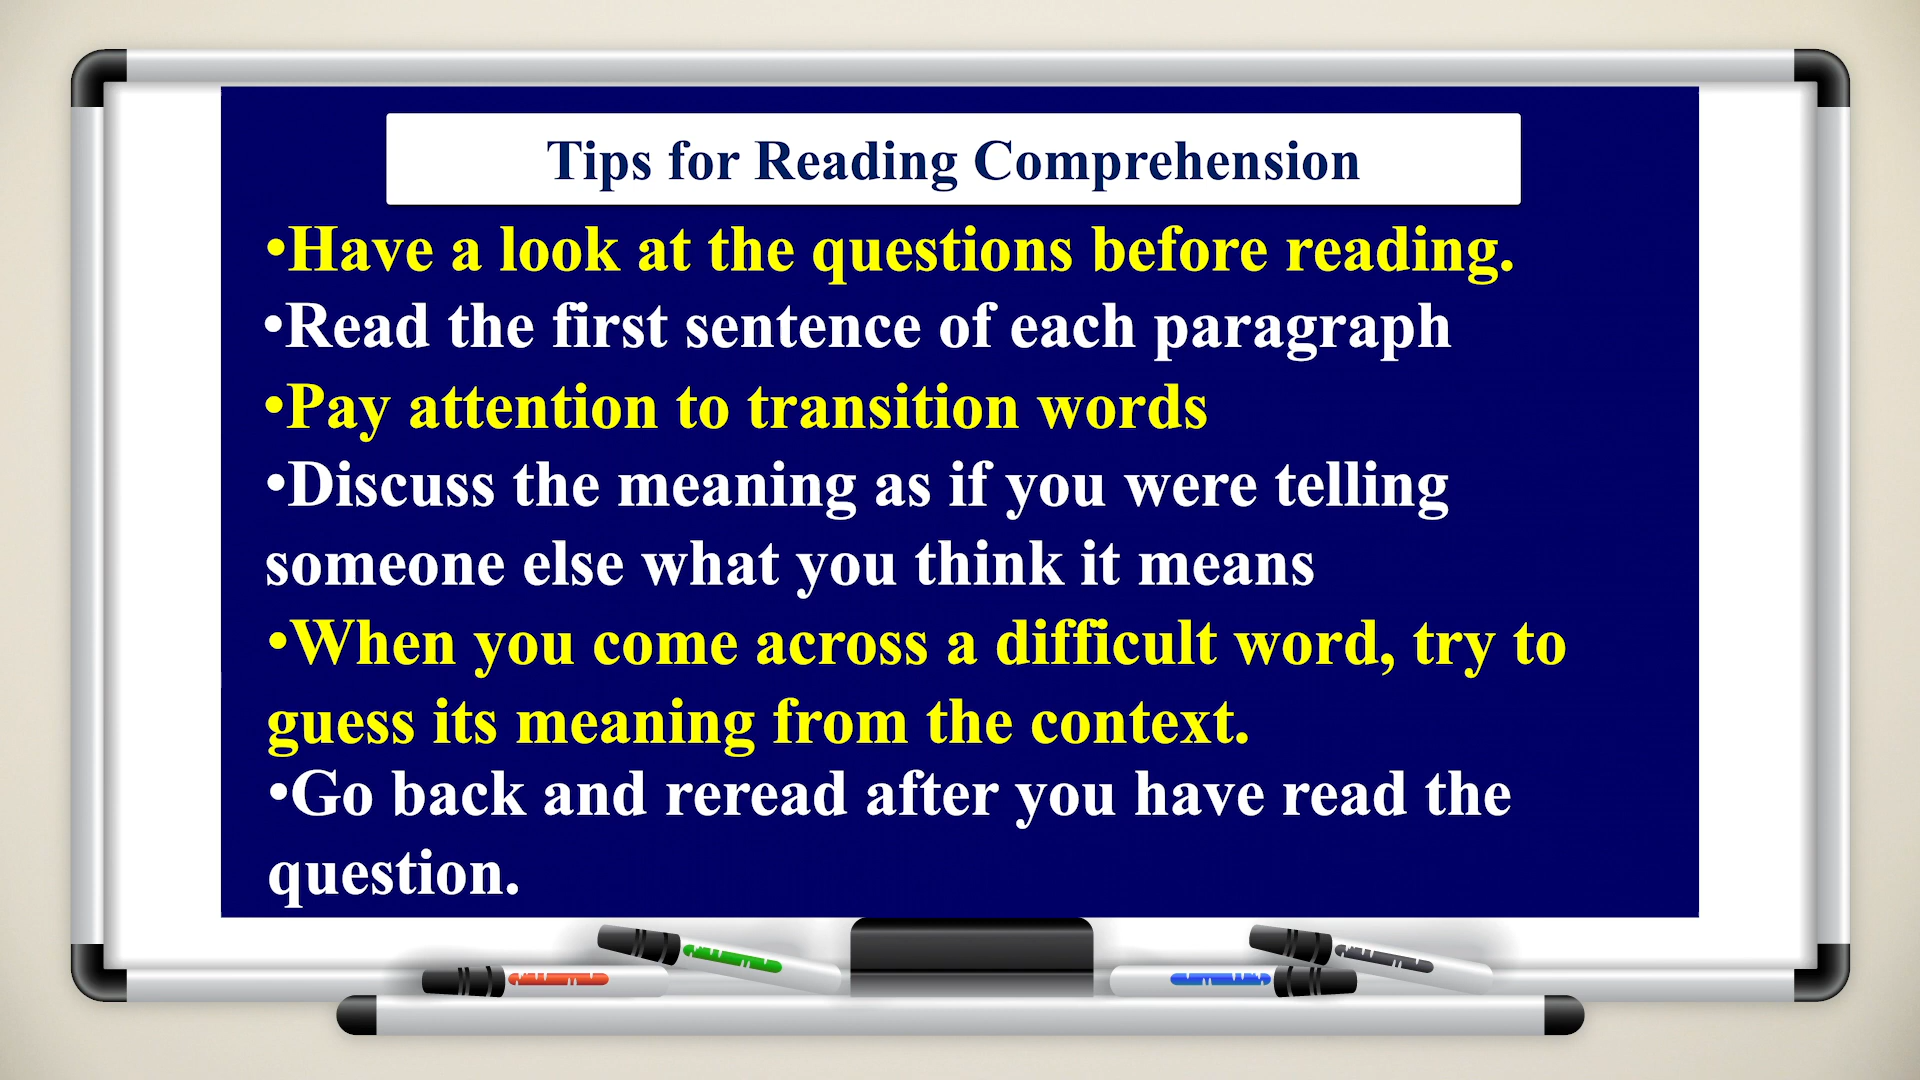 Tips for Reading Comprehension
•Have a look at the questions before reading.
•Read the first sentence of each paragraph
•Pay attention to transition words
•Discuss the meaning as if you were telling
someone else what you think it means
•When you come across a difficult word, try to
guess its meaning from the context.
•Go back and reread after you have read the
question.